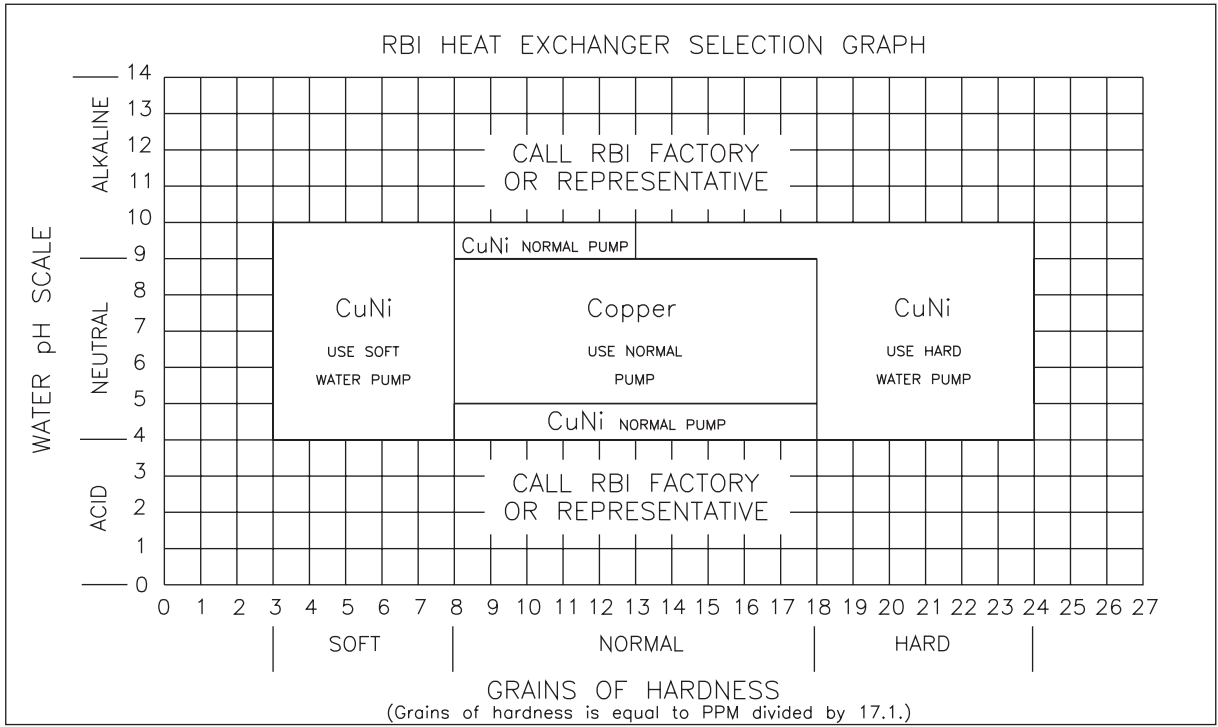 RBI HEAT EXCHANGER SELECTION GRAPH
WATER pH SCALE
ALKALINE
NEUTRAL
ACID
14
13
12
11
10
9
8
7
6
5
4
3
2
1
0
CALL RBI FACTORY
OR REPRESENTATIVE
CuNi NORMAL PUMP
CuNi
USE SOFT
WATER PUMP
Copper
USE NORMAL
PUMP
CuNi
USE HARD
WATER PUMP
CuNi NORMAL PUMP
CALL RBI FACTORY
OR REPRESENTATIVE
0 1 2 3 4 5 6 7 8 9 10 11 12 13 14 15 16 17 18 19 20 21 22 23 24 25 26 27
SOFT NORMAL HARD
GRAINS OF HARDNESS
(Grains of hardness is equal to PPM divided by 17.1.)